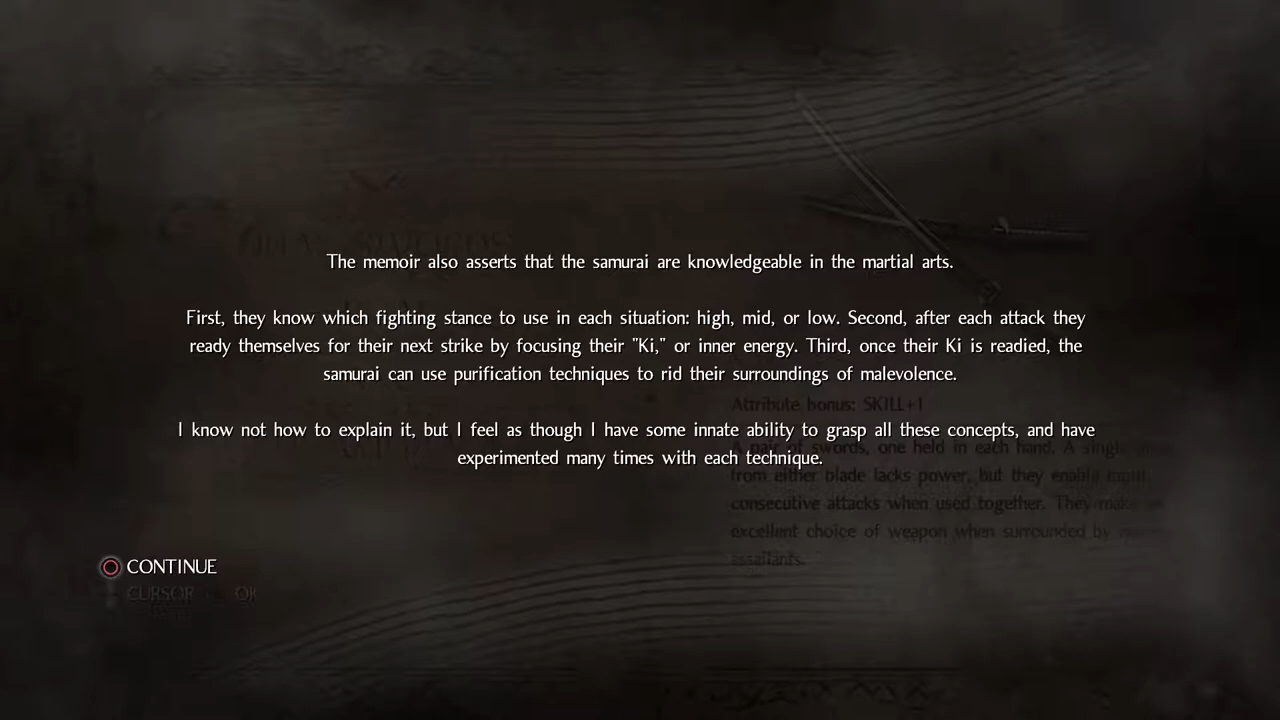 The memoir also asserts that the samurai are knowledgeable in the martial arts.
First, they know which fighting stance to use in each situation: high, mid, or low. Second, after each attack they
ready themselves for their next strike by focusing their "Ki," or inner energy. Third, once their Ki is readied, the
samurai can use purification techniques to rid their surroundings of malevolence.
Attribute bonus: SKILL+1
I know not how to explain it, but I feel as though I have some innate ability to grasp all these concepts, and have
experimented many times with each technique.
A pair of swords, one held in each hand. A single
from either blade lacks power, but they enable
consecutive attacks when used together. They make
excellent choice of weapon when surrounded by
assailants.
CONTINUE
CURSOR OK